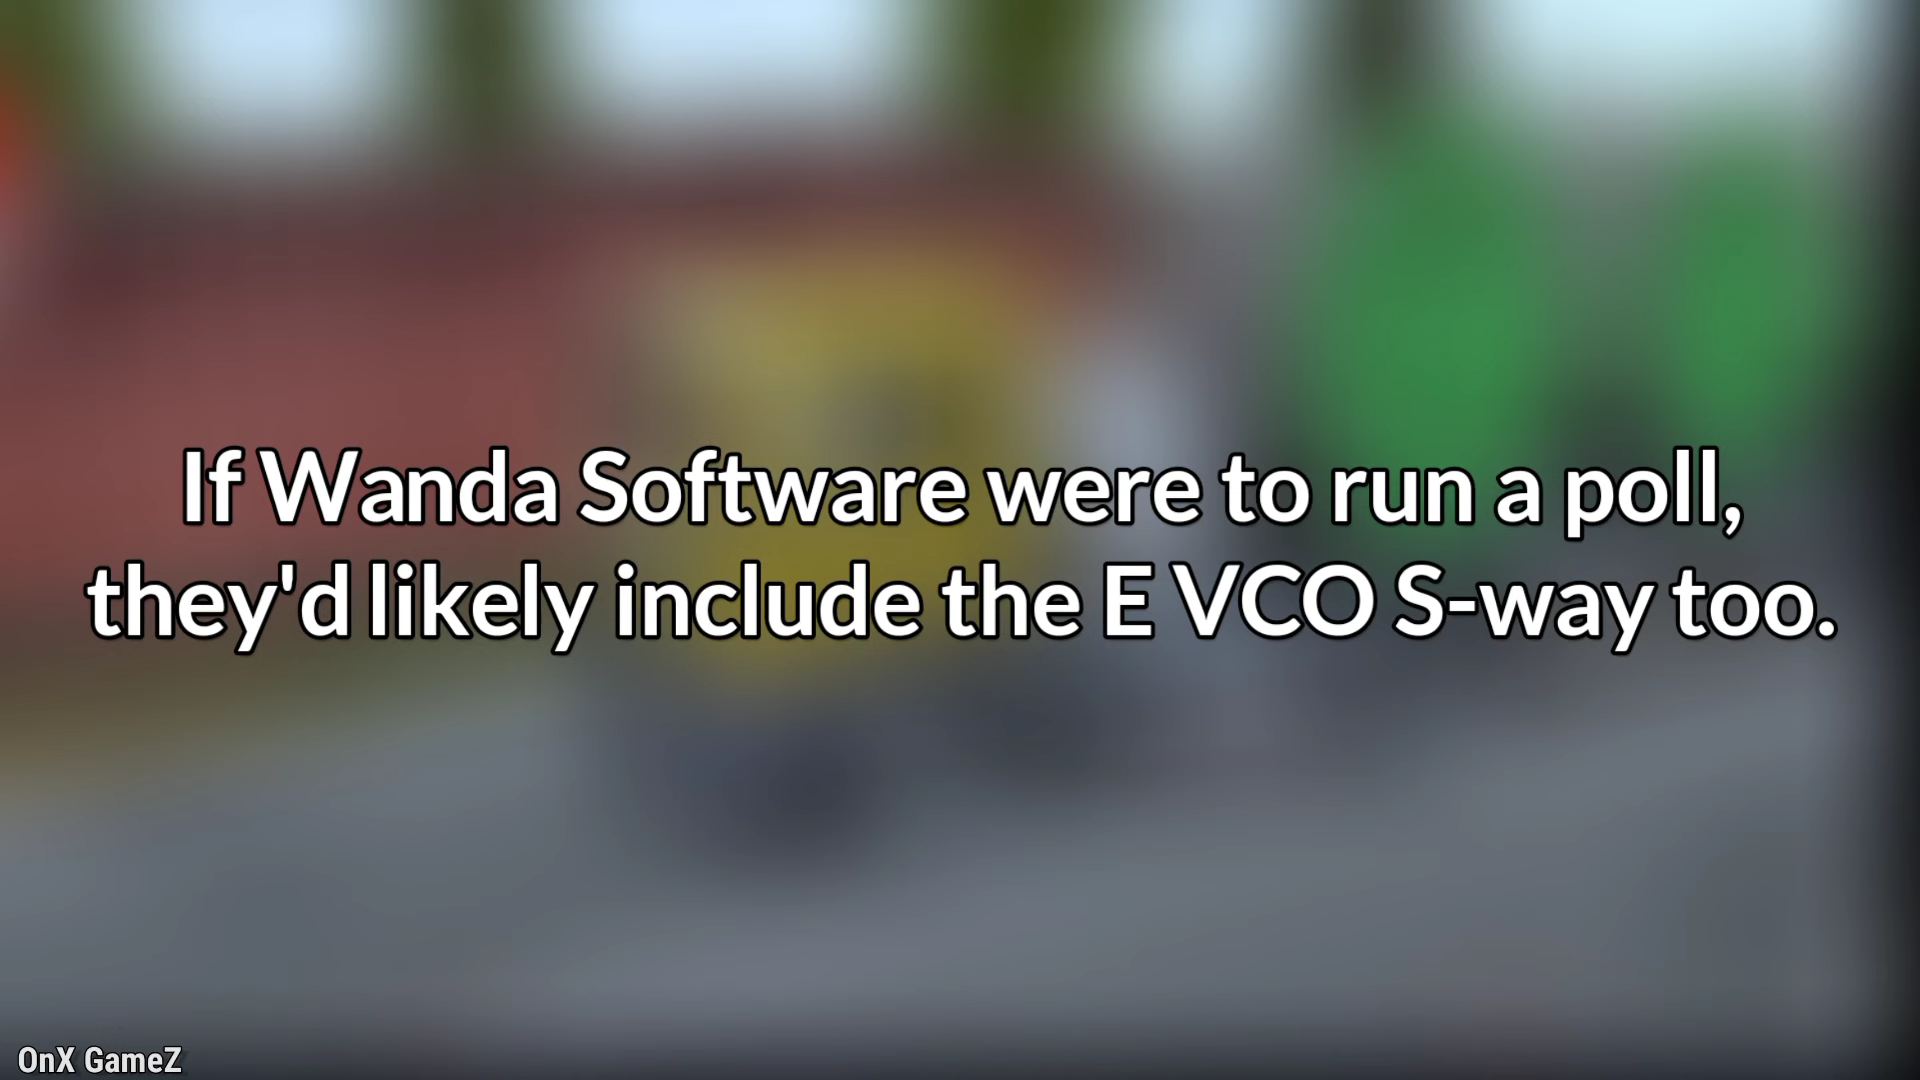 If Wanda Software were to run a poll,
they'd likely include the E VCO S-way too.
OnX GameZ